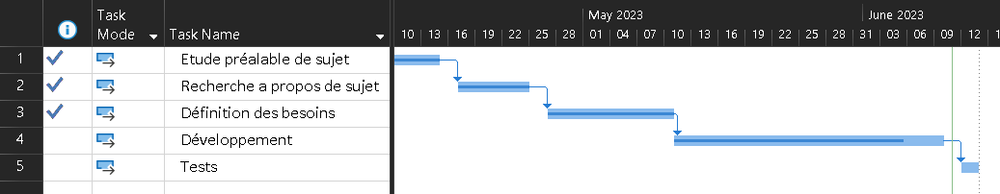 Task Mode
Task Name
May 2023
June 2023
10 13 16 19 22 25 28 01 04 07 10 13 16 19 22 25 28 31 03 06 09 12 1
1 Etude préalable de sujet
2 Recherche a propos de sujet
3 Définition des besoins
4 Développement
5 Tests